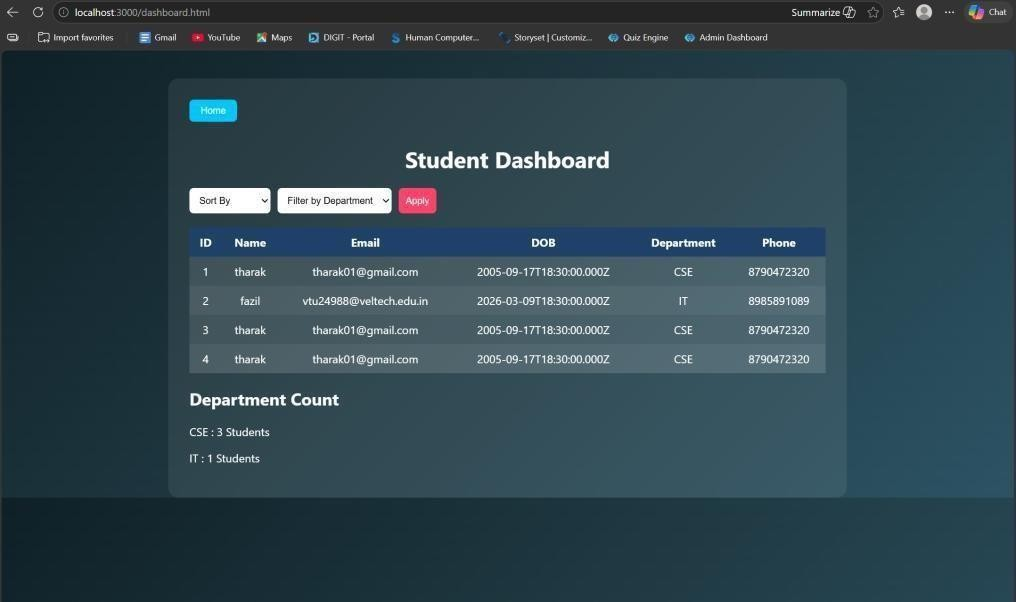 localhost:3000/dashboard.html Summarize Chat
Import favorites Gmail YouTube Maps DIGIT - Portal Human Computer... Storyset | Customiz... Quiz Engine Admin Dashboard
Home
Student Dashboard
Sort By Filter by Department Apply
ID Name Email DOB Department Phone
1 tharak tharak01@gmail.com 2005-09-17T18:30:00.000Z CSE 8790472320
2 fazil vtu24988@veltech.edu.in 2026-03-09T18:30:00.000Z IT 8985891089
3 tharak tharak01@gmail.com 2005-09-17T18:30:00.000Z CSE 8790472320
4 tharak tharak01@gmail.com 2005-09-17T18:30:00.000Z CSE 8790472320
Department Count
CSE : 3 Students
IT : 1 Students